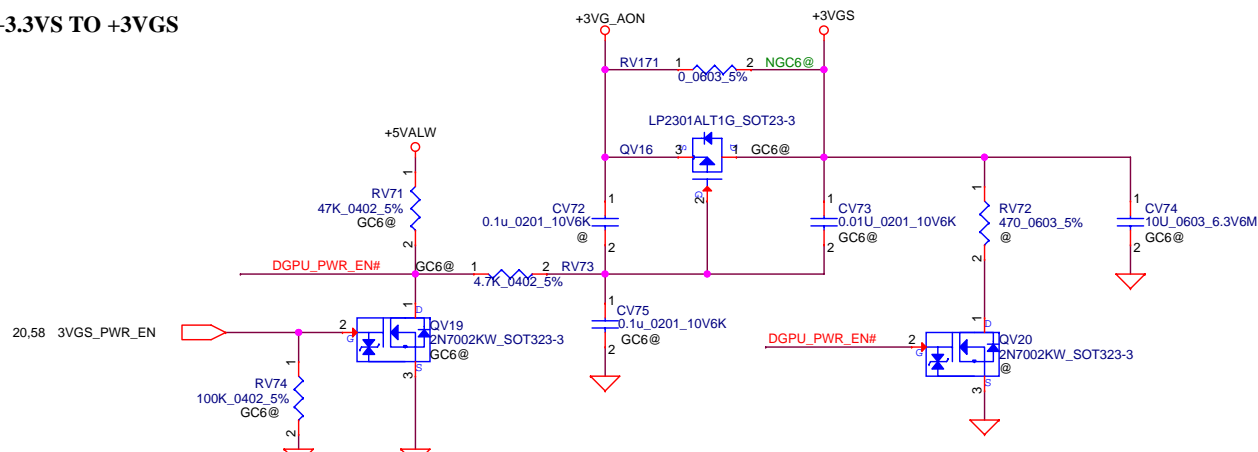 -3.3VS TO +3VGS
+3VG_AON
+3VGS
RV171 1 2 NGC6@
0_0603_5%
LP2301ALT1G_SOT23-3
+5VALW
QV16 3 S D 1 GC6@
G
2
1
RV71
47K_0402_5%
GC6@
2
1
CV72
0.1u_0201_10V6K
@
2
1
CV73
0.01U_0201_10V6K
GC6@
2
1
RV72
470_0603_5%
@
2
1
CV74
10U_0603_6.3V6M
GC6@
2
DGPU_PWR_EN#
GC6@ 1 2 RV73
4.7K_0402_5%
1
CV75
0.1u_0201_10V6K
GC6@
2
20,58 3VGS_PWR_EN
2
G
1
D
QV19
2N7002KW_SOT323-3
GC6@
S
3
1
RV74
100K_0402_5%
GC6@
2
DGPU_PWR_EN#
2
G
1
D
QV20
2N7002KW_SOT323-3
@
S
3